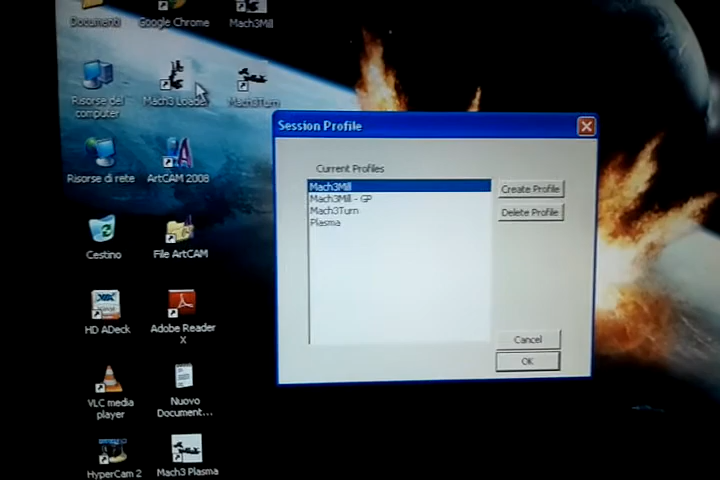 Documenti
Google Chrome
Mach3Mill
Risorse del
computer
Mach3 Loader
Mach3Turn
Session Profile
Current Profiles
Mach3Mill
Mach3Mill - GP
Mach3Turn
Plasma
Create Profile
Delete Profile
Cancel
OK
Risorse di rete
ArtCAM 2008
Cestino
File ArtCAM
HD ADeck
Adobe Reader
X
VLC media
player
Nuovo
Document...
HyperCam 2
Mach3 Plasma